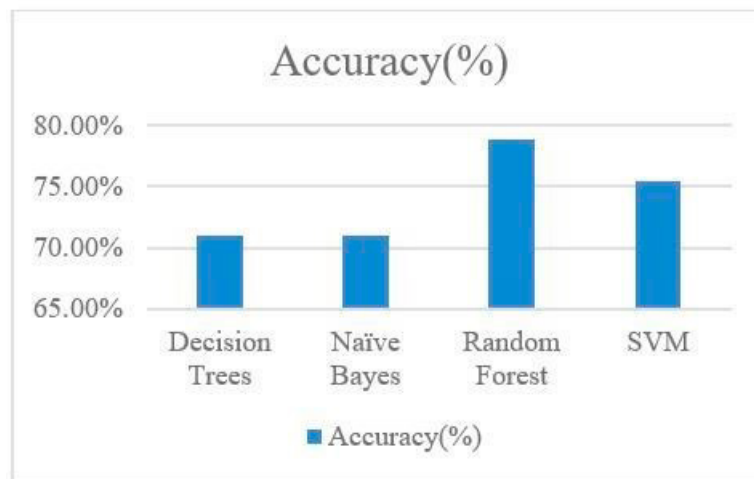 Accuracy(%)
80.00%
75.00%
70.00%
65.00%
Decision Trees
Naïve Bayes
Random Forest
SVM
Accuracy(%)